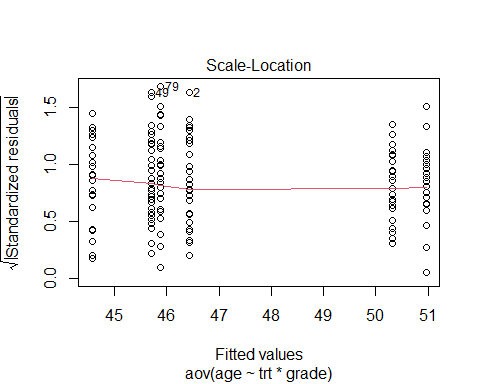 Scale-Location
√|Standardized residuals|
1.5
1.0
0.5
0.0
79
49
2
45 46 47 48 49 50 51
Fitted values
aov(age ~ trt * grade)